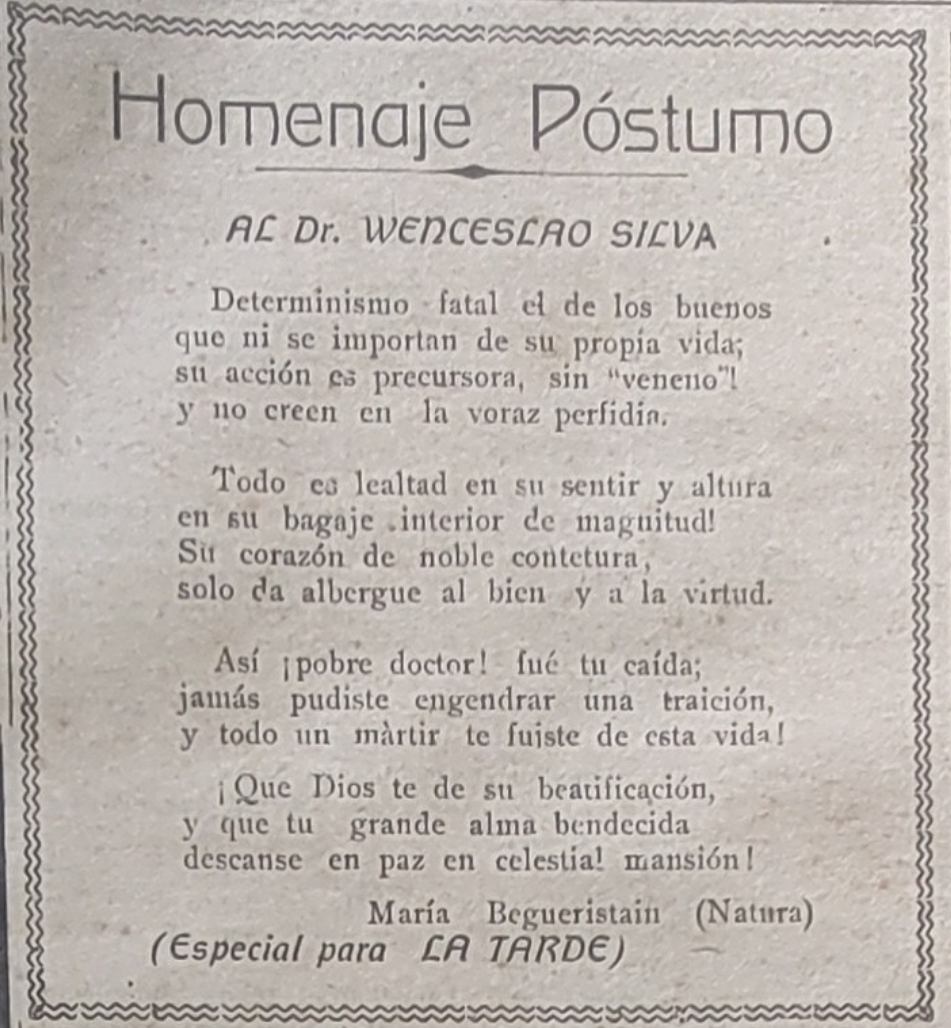 Homenaje Póstumo
AL Dr. WENCESLAO SILVA
Determinismo fatal el de los buenos
que ni se importan de su propia vida;
su acción es precursora, sin "veneno"!
y no creen en la voraz perfidia.
Todo es lealtad en su sentir y altura
en su bagaje interior de magnitud!
Su corazón de noble contetura,
solo da albergue al bien y a la virtud.
Así ¡pobre doctor! fué tu caída;
jamás pudiste engendrar una traición,
y todo un màrtir te fuiste de esta vida!
¡Que Dios te de su beatificación,
y que tu grande alma bendecida
descanse en paz en celestial mansión!
María Begueristain (Natura)
(Especial para LA TARDE)